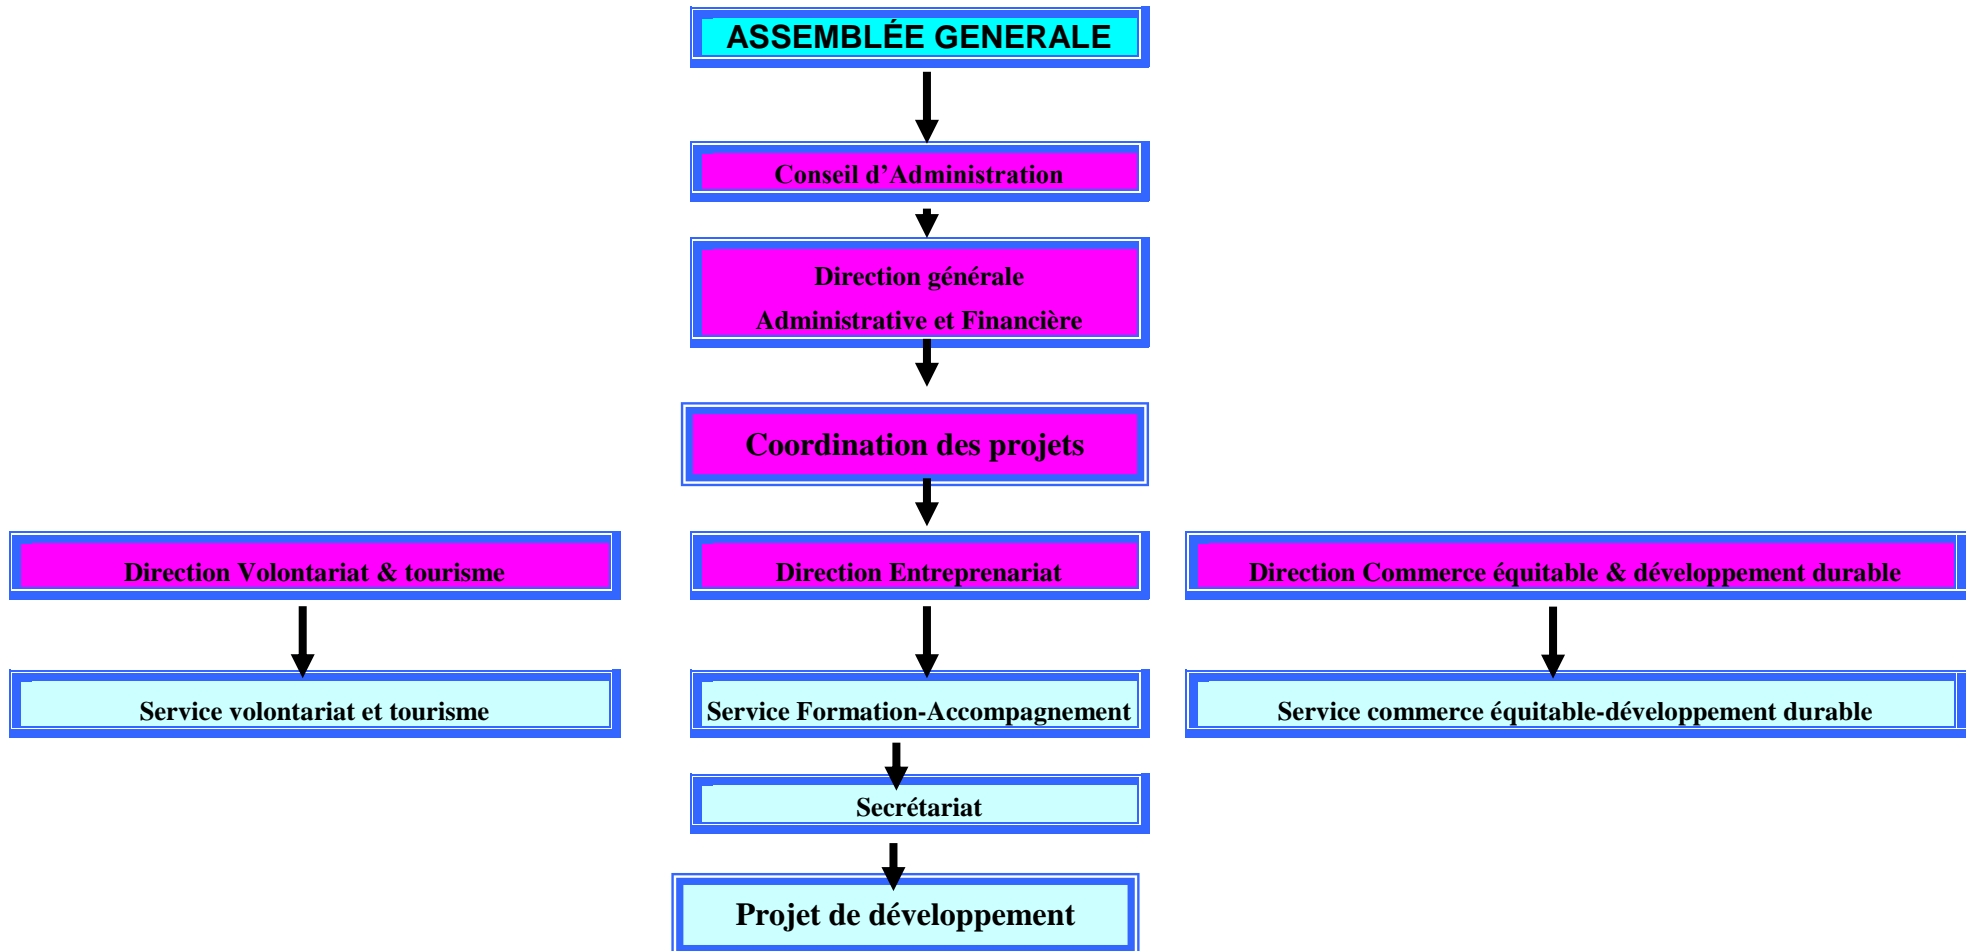 ASSEMBLÉE GENERALE
Conseil d’Administration
Direction générale
Administrative et Financière
Coordination des projets
Direction Volontariat & tourisme
Direction Entreprenariat
Direction Commerce équitable & développement durable
Service volontariat et tourisme
Service Formation-Accompagnement
Service commerce équitable-développement durable
Secrétariat
Projet de développement